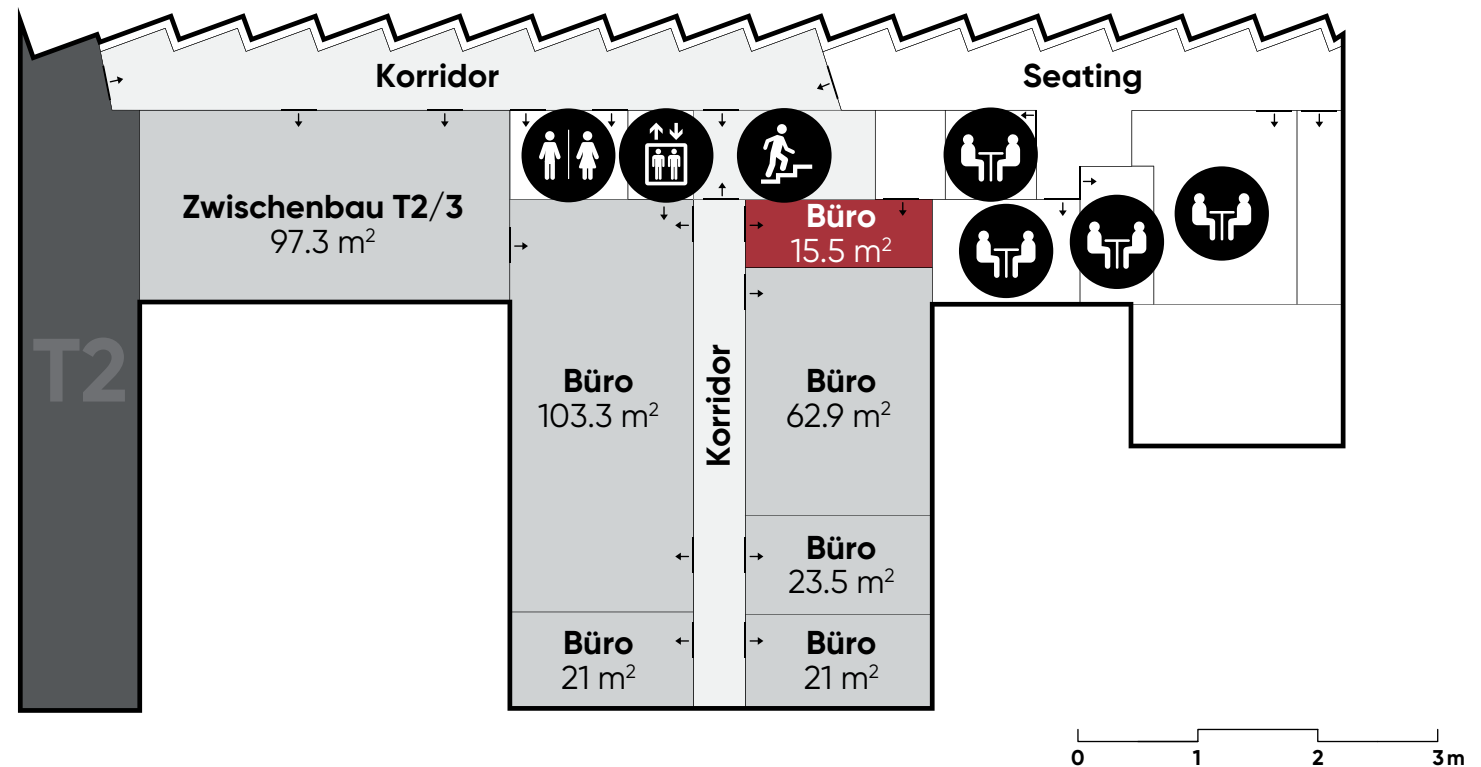 Korridor
Seating
Zwischenbau T2/3
97.3 m²
Büro
15.5 m²
T2
Büro
103.3 m²
Korridor
Büro
62.9 m²
Büro
23.5 m²
Büro
21 m²
Büro
21 m²
0 1 2 3 m